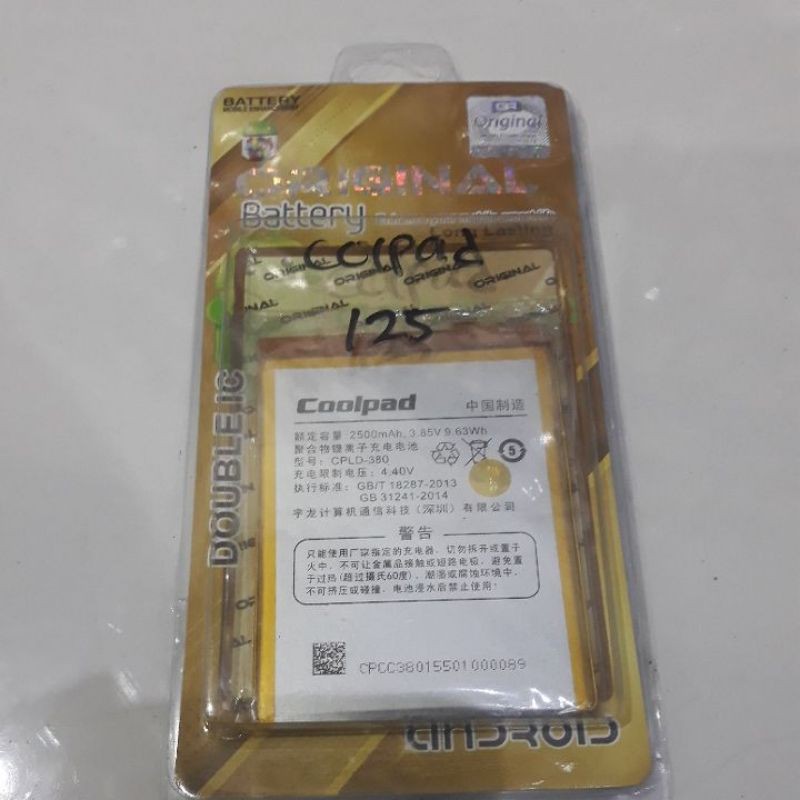 BATTERY
GR
Original
ORIGINAL
Battery
Long Lasting
colpad
ORIGINAL ORIGINAL ORIGINAL
ORIGINAL ORIGINAL
125
DOUBLE IC
Coolpad 中国制造
额定容量: 2500mAh, 3.85V 9.63Wh
聚合物锂离子充电电池
型号: CPLD-380
充电限制电压: 4.40V
5
执行标准: GB/T 18287-2013
GB 31241-2014
宇龙计算机通信科技（深圳）有限公司
警告
只能使用厂家指定的充电器, 切勿拆开或置于
火中, 不可让金属品接触或短路电极, 避免置
于过热(超过摄氏60度), 潮湿或腐蚀环境中,
不可挤压或碰撞, 电池浸水后禁止使用!
CPCC38015501000089
ANDROID